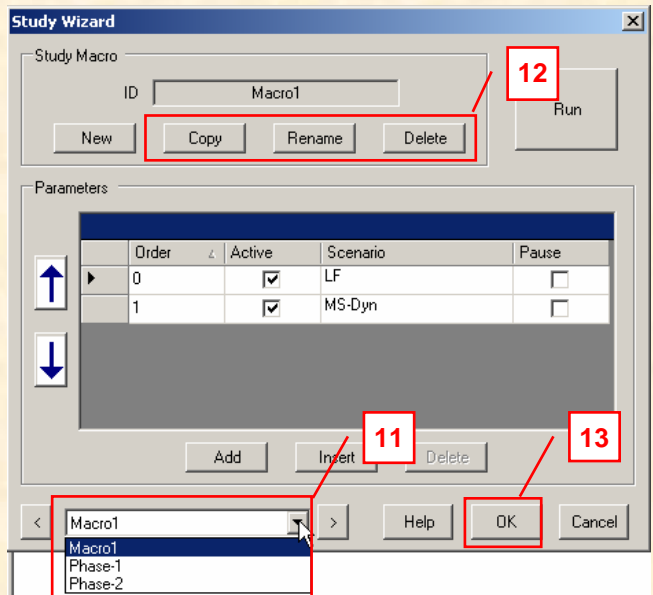 Study Wizard
Study Macro
12
ID Macro1
Run
New Copy Rename Delete
Parameters
Order Active Scenario Pause
0 LF
1 MS-Dyn
11
13
Add Insert Delete
< Macro1 > Help OK Cancel
Macro1
Phase-1
Phase-2